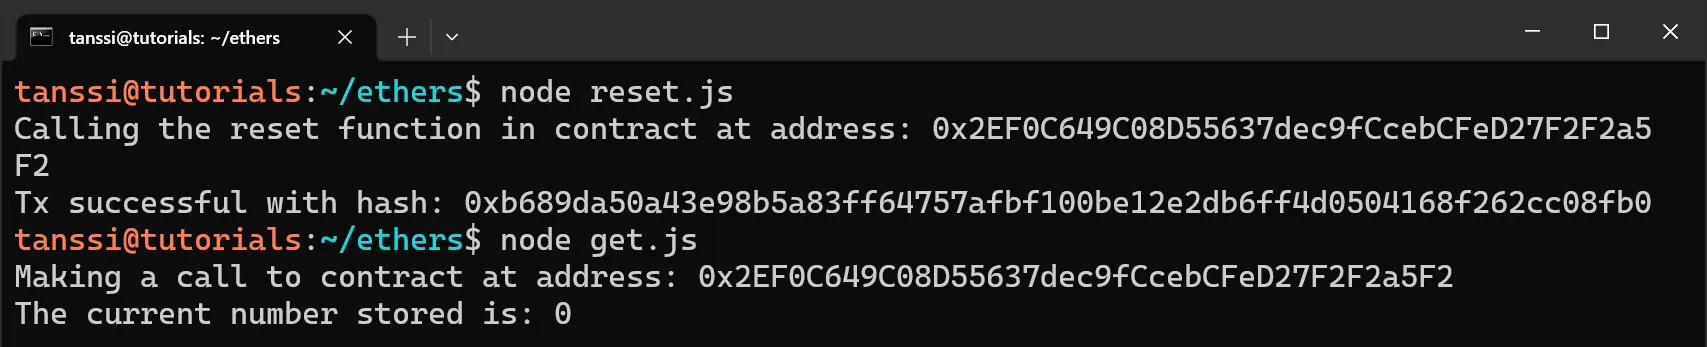 tanssi@tutorials: ~/ethers
tanssi@tutorials:~/ethers$ node reset.js
Calling the reset function in contract at address: 0x2EF0C649C08D55637dec9fCcebCFeD27F2F2a5
F2
Tx successful with hash: 0xb689da50a43e98b5a83ff64757afbf100be12e2db6ff4d0504168f262cc08fb0
tanssi@tutorials:~/ethers$ node get.js
Making a call to contract at address: 0x2EF0C649C08D55637dec9fCcebCFeD27F2F2a5F2
The current number stored is: 0